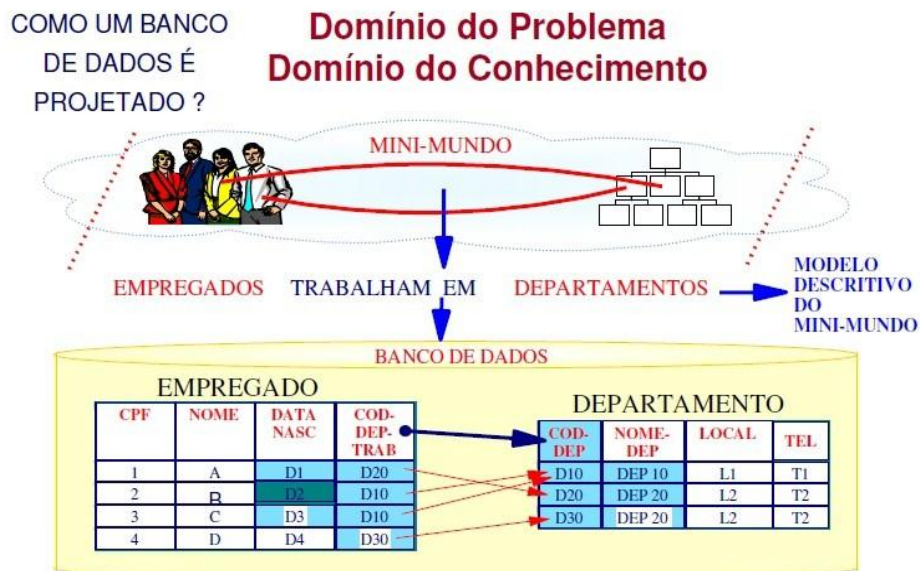 COMO UM BANCO
DE DADOS É
PROJETADO ?
Domínio do Problema
Domínio do Conhecimento
MINI-MUNDO
EMPREGADOS TRABALHAM EM DEPARTAMENTOS
MODELO
DESCRITIVO
DO
MINI-MUNDO
BANCO DE DADOS
EMPREGADO
CPF NOME DATA NASC COD-DEP-TRAB
1 A D1 D20
2 B D2 D10
3 C D3 D10
4 D D4 D30
DEPARTAMENTO
COD-DEP NOME-DEP LOCAL TEL
D10 DEP 10 L1 T1
D20 DEP 20 L2 T2
D30 DEP 20 L2 T2